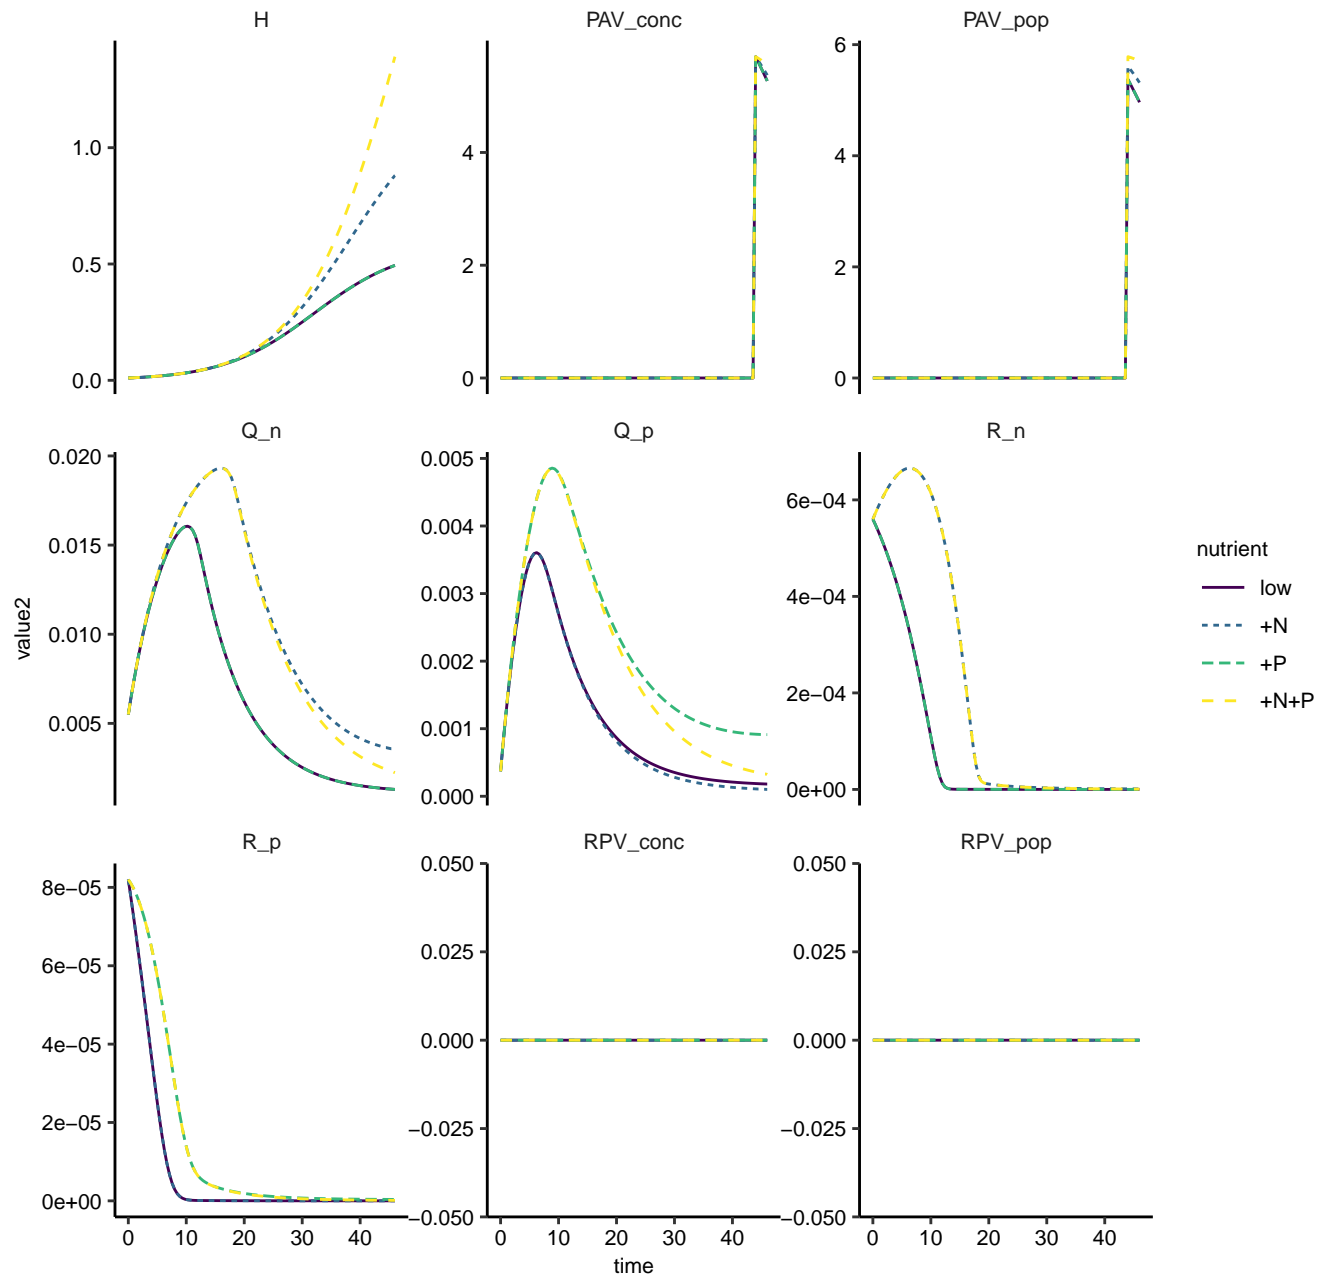 H
PAV_conc
PAV_pop
1.0
0.5
0.0
4
2
0
6
4
2
0
Q_n
Q_p
R_n
0.020
0.015
0.010
0.005
0.005
0.004
0.003
0.002
0.001
0.000
6e−04
4e−04
2e−04
0e+00
value2
nutrient
low
+N
+P
+N+P
R_p
RPV_conc
RPV_pop
8e−05
6e−05
4e−05
2e−05
0e+00
0.050
0.025
0.000
−0.025
−0.050
0.050
0.025
0.000
−0.025
−0.050
0 10 20 30 40
0 10 20 30 40
0 10 20 30 40
time